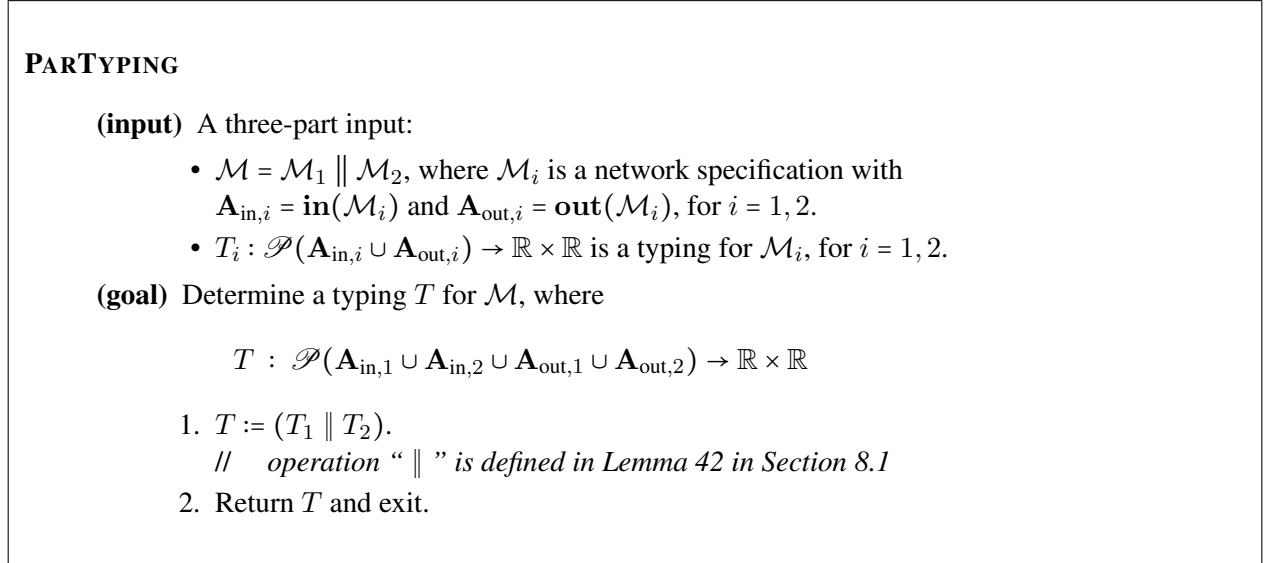 PARTYPING
(input) A three-part input:
• ℳ = ℳ₁ ∥ ℳ₂, where ℳᵢ is a network specification with
A_in,i = in(ℳᵢ) and A_out,i = out(ℳᵢ), for i = 1, 2.
• Tᵢ : 𝒫(A_in,i ∪ A_out,i) → ℝ × ℝ is a typing for ℳᵢ, for i = 1, 2.
(goal) Determine a typing T for ℳ, where
T : 𝒫(A_in,1 ∪ A_in,2 ∪ A_out,1 ∪ A_out,2) → ℝ × ℝ
1. T := (T₁ ∥ T₂).
// operation “ ∥ ” is defined in Lemma 42 in Section 8.1
2. Return T and exit.